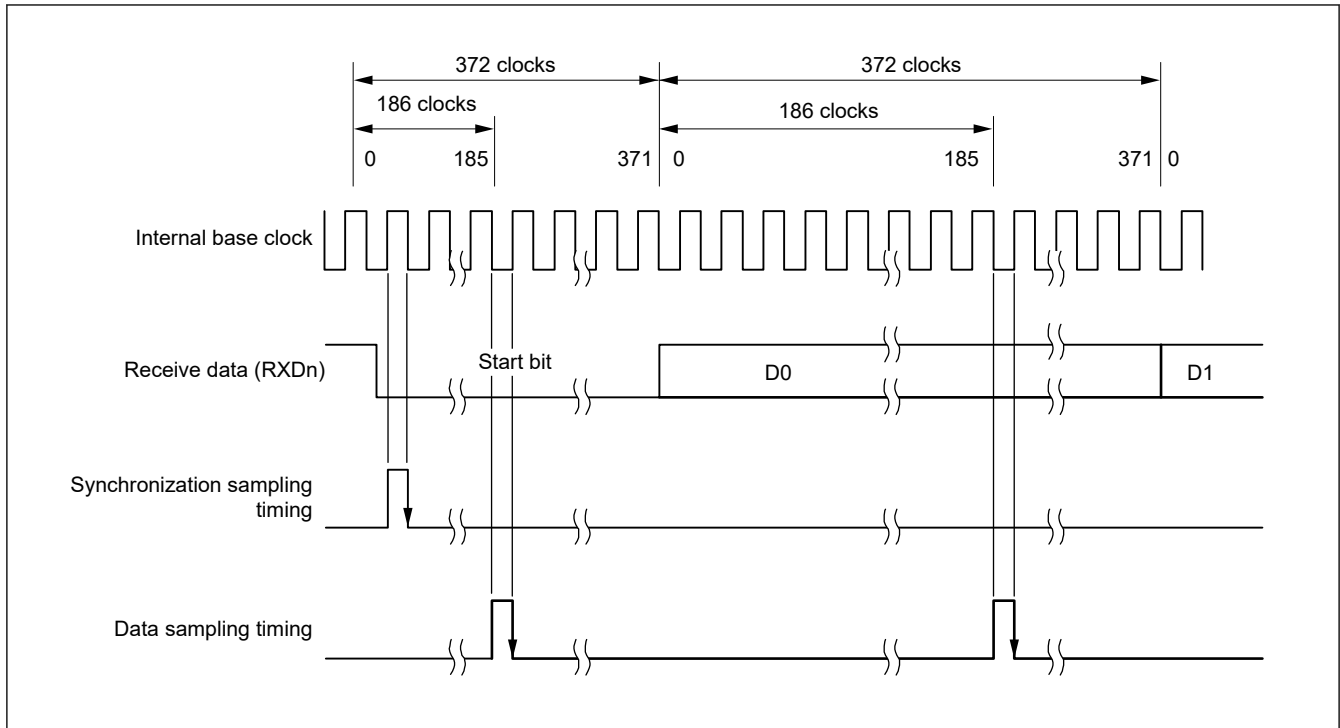 372 clocks 372 clocks
186 clocks 186 clocks
0 185 371 0 185 371 0
Internal base clock
Receive data (RXDn)
Start bit D0 D1
Synchronization sampling
timing
Data sampling timing